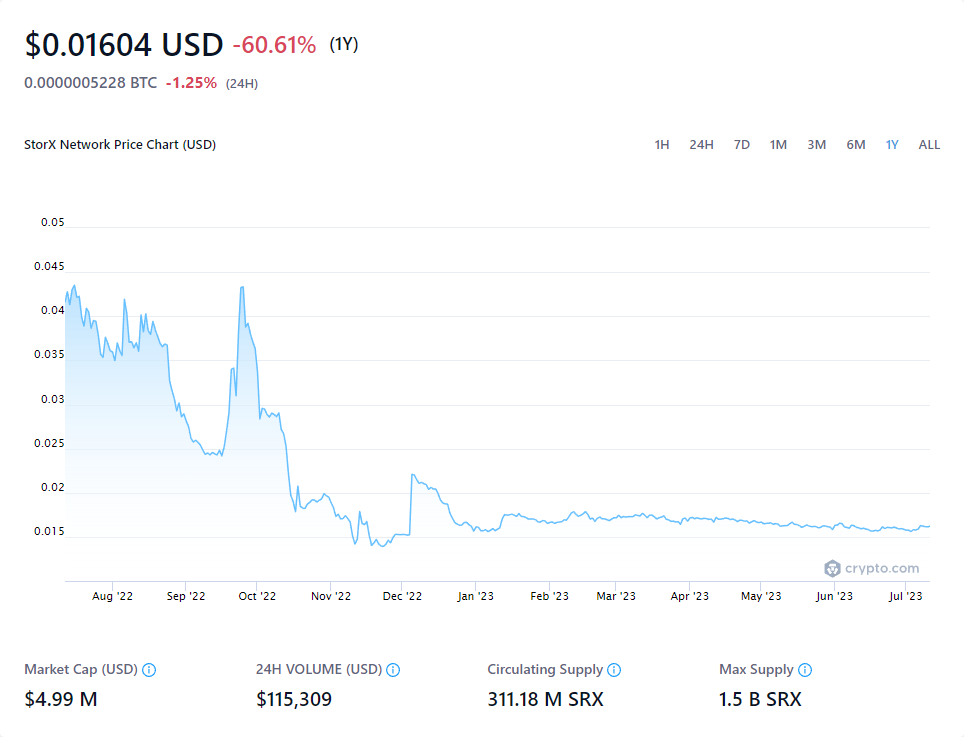 $0.01604 USD -60.61% (1Y)
0.0000005228 BTC -1.25% (24H)
StorX Network Price Chart (USD) 1H 24H 7D 1M 3M 6M 1Y ALL
0.05
0.045
0.04
0.035
0.03
0.025
0.02
0.015
crypto.com
Aug '22 Sep '22 Oct '22 Nov '22 Dec '22 Jan '23 Feb '23 Mar '23 Apr '23 May '23 Jun '23 Jul '23
Market Cap (USD) 24H VOLUME (USD) Circulating Supply Max Supply
$4.99 M $115,309 311.18 M SRX 1.5 B SRX